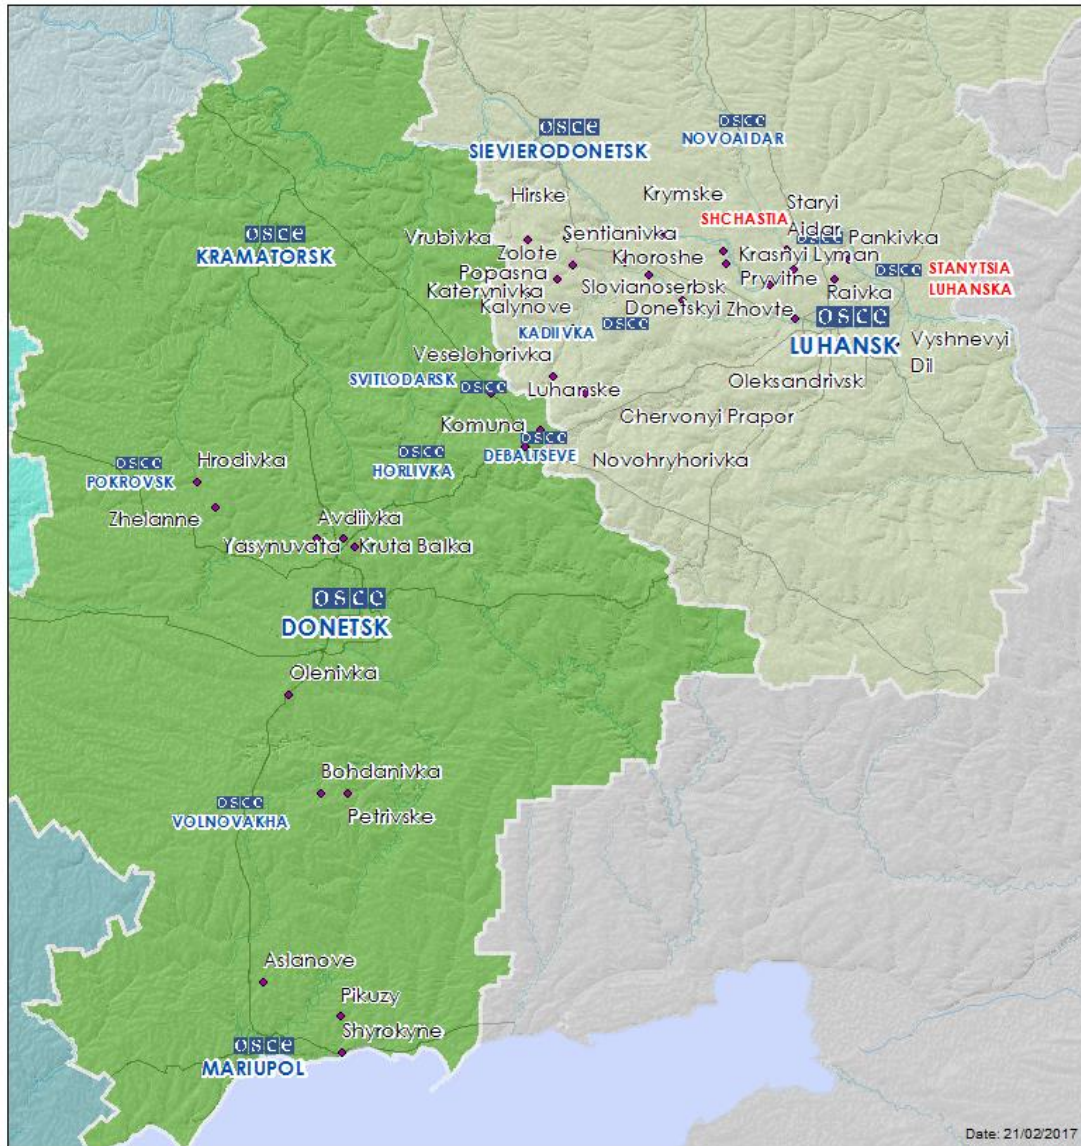 OSCE
SIEVIERODONETSK
OSCE
NOVOAIDAR
Hirske
Krymske
Staryi
Aidar
SHCHASTIA
OSCE
OSCE
KRAMATORSK
Vrubivka
Zolote
Sentianivka
Krasnyi Lyman
Pankivka
Popasna
Khoroshe
Pryvitne
OSCE
STANYTSIA
LUHANSKA
Katerynivka
Slovianoserbsk
Raivka
Kalynove
Donetskyi
Zhovte
OSCE
LUHANSK
KADIIVKA
OSCE
Vyshnevyi
Dil
Veselohorivka
SVITLODARSK
OSCE
Luhanske
Oleksandrivsk
Komuna
Chervonyi Prapor
OSCE
DEBALTSEVE
OSCE
HORLIVKA
Novohryhorivka
OSCE
POKROVSK
Hrodivka
Zhelanne
Avdiivka
Yasynuvata
Kruta Balka
OSCE
DONETSK
Olenivka
Bohdanivka
OSCE
VOLNOVAKHA
Petrivske
Aslanove
Pikuzy
Shyrokyne
OSCE
MARIUPOL
Date: 21/02/2017